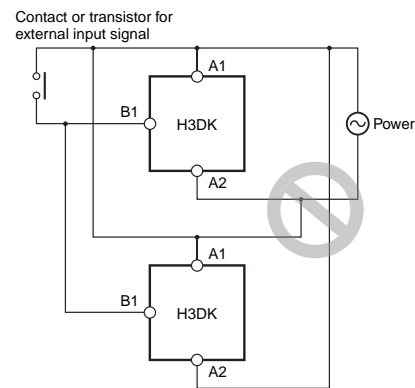 Contact or transistor for
external input signal
A1
B1
H3DK
Power
A2
A1
B1
H3DK
A2